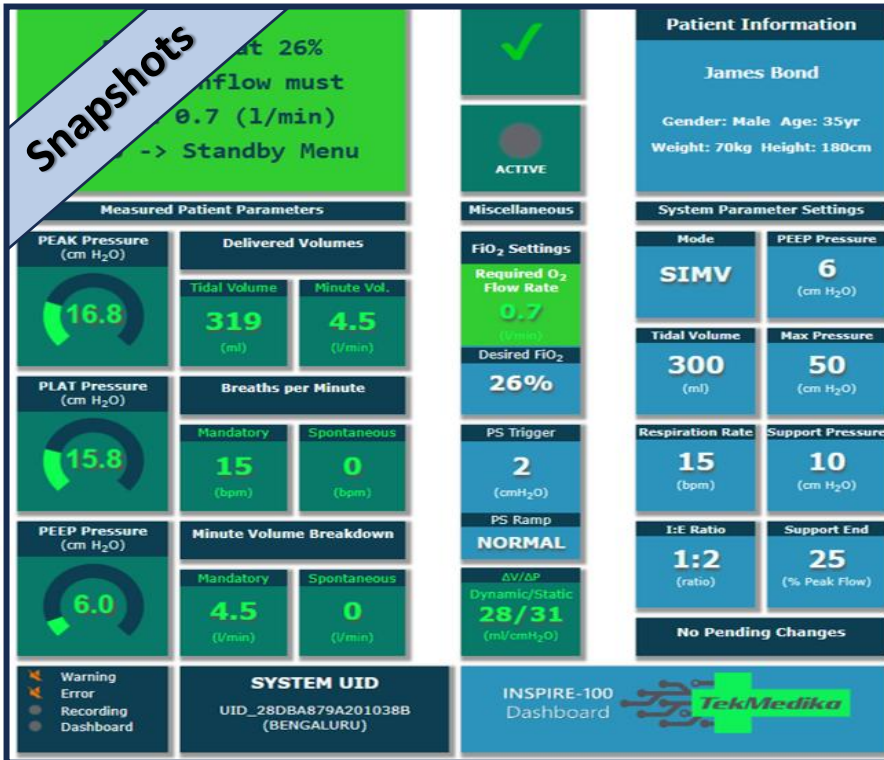 Snapshots
at 26%
nflow must
0.7 (l/min)
-> Standby Menu
✓
ACTIVE
Patient Information
James Bond
Gender: Male Age: 35yr
Weight: 70kg Height: 180cm
Measured Patient Parameters
PEAK Pressure
(cm H₂O)
16.8
Delivered Volumes
Tidal Volume
319
(ml)
Minute Vol.
4.5
(l/min)
PLAT Pressure
(cm H₂O)
15.8
Breaths per Minute
Mandatory
15
(bpm)
Spontaneous
0
(bpm)
PEEP Pressure
(cm H₂O)
6.0
Minute Volume Breakdown
Mandatory
4.5
(l/min)
Spontaneous
0
(l/min)
Miscellaneous
FiO₂ Settings
Required O₂
Flow Rate
0.7
(l/min)
Desired FiO₂
26%
PS Trigger
2
(cmH₂O)
PS Ramp
NORMAL
ΔV/ΔP
Dynamic/Static
28/31
(ml/cmH₂O)
System Parameter Settings
Mode
SIMV
PEEP Pressure
6
(cm H₂O)
Tidal Volume
300
(ml)
Max Pressure
50
(cm H₂O)
Respiration Rate
15
(bpm)
Support Pressure
10
(cm H₂O)
I:E Ratio
1:2
(ratio)
Support End
25
(% Peak Flow)
No Pending Changes
Warning
Error
Recording
Dashboard
SYSTEM UID
UID_28DBA879A201038B
(BENGALURU)
INSPIRE-100
Dashboard
TekMedika